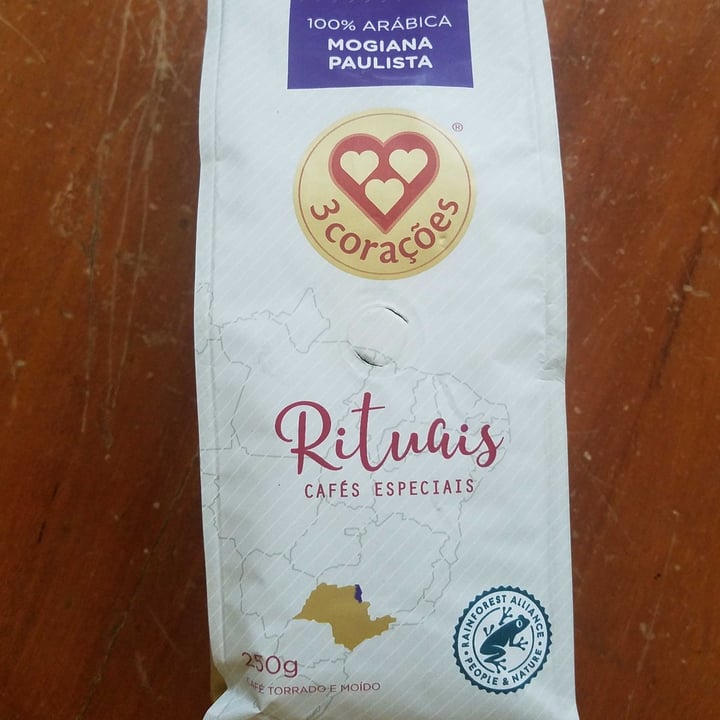 100% ARÁBICA
MOGIANA
PAULISTA
®
3 corações
Rituais
CAFÉS ESPECIAIS
RAINFOREST ALLIANCE
PEOPLE & NATURE
250g
CAFÉ TORRADO E MOÍDO